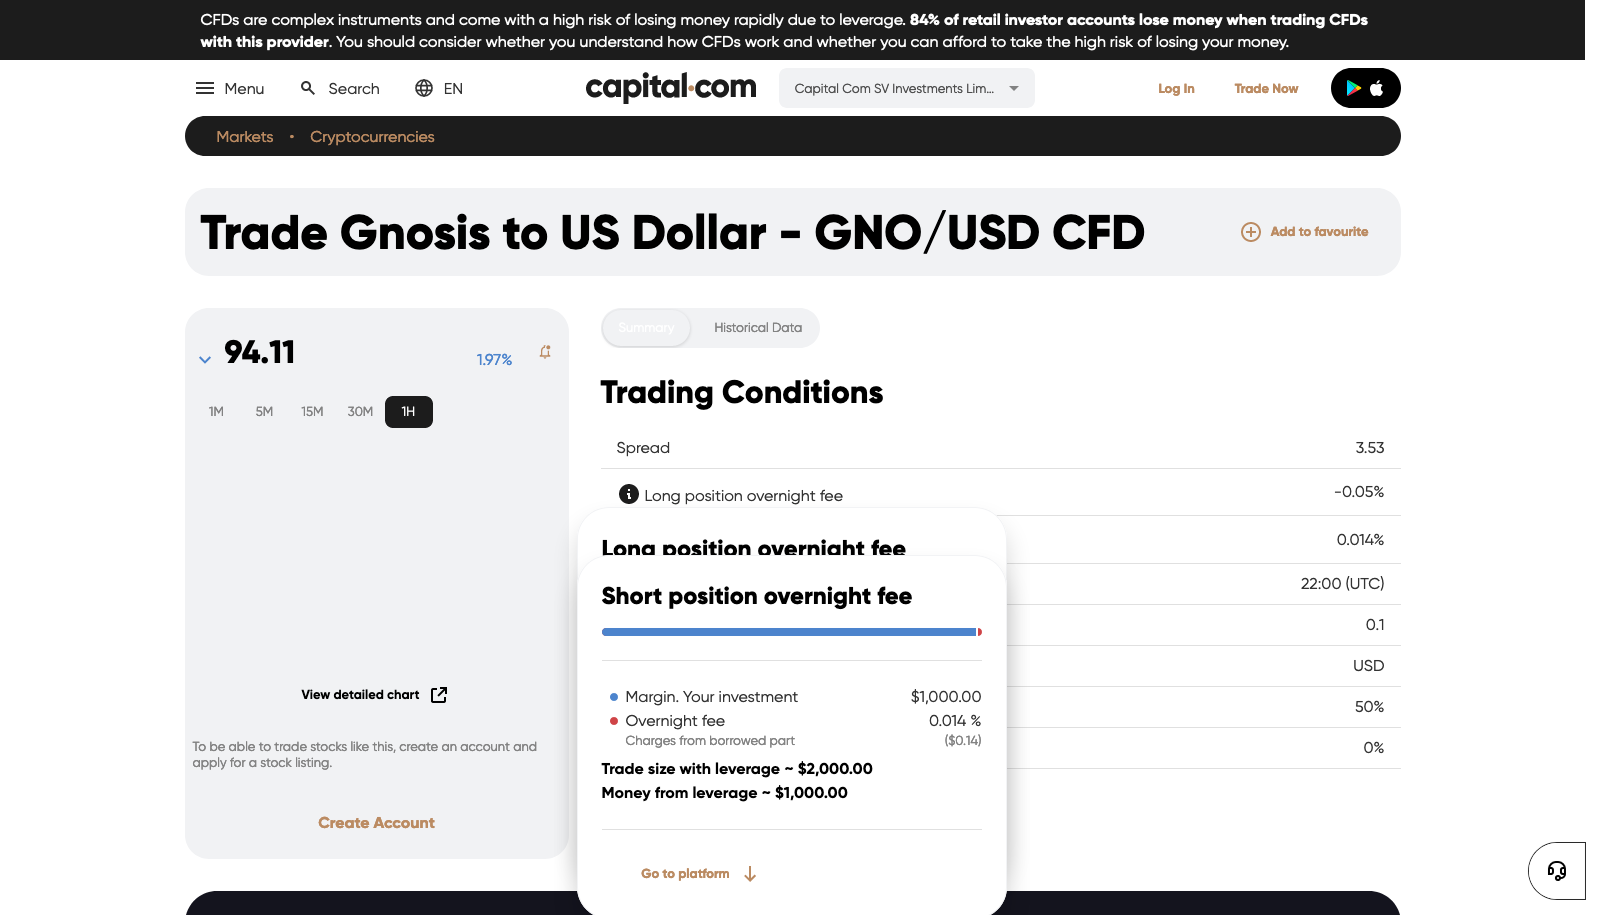 CFDs are complex instruments and come with a high risk of losing money rapidly due to leverage. 84% of retail investor accounts lose money when trading CFDs
with this provider. You should consider whether you understand how CFDs work and whether you can afford to take the high risk of losing your money.
Menu
Search
EN
capital.com
Capital Com SV Investments Lim...
Log In
Trade Now
Markets • Cryptocurrencies
Trade Gnosis to US Dollar - GNO/USD CFD
Add to favourite
94.11
1.97%
1M 5M 15M 30M 1H
View detailed chart
To be able to trade stocks like this, create an account and
apply for a stock listing.
Create Account
Summary
Historical Data
Trading Conditions
Spread 3.53
Long position overnight fee -0.05%
0.014%
22:00 (UTC)
0.1
USD
50%
0%
Long position overnight fee
Short position overnight fee
Margin. Your investment $1,000.00
Overnight fee 0.014 %
Charges from borrowed part ($0.14)
Trade size with leverage ~ $2,000.00
Money from leverage ~ $1,000.00
Go to platform